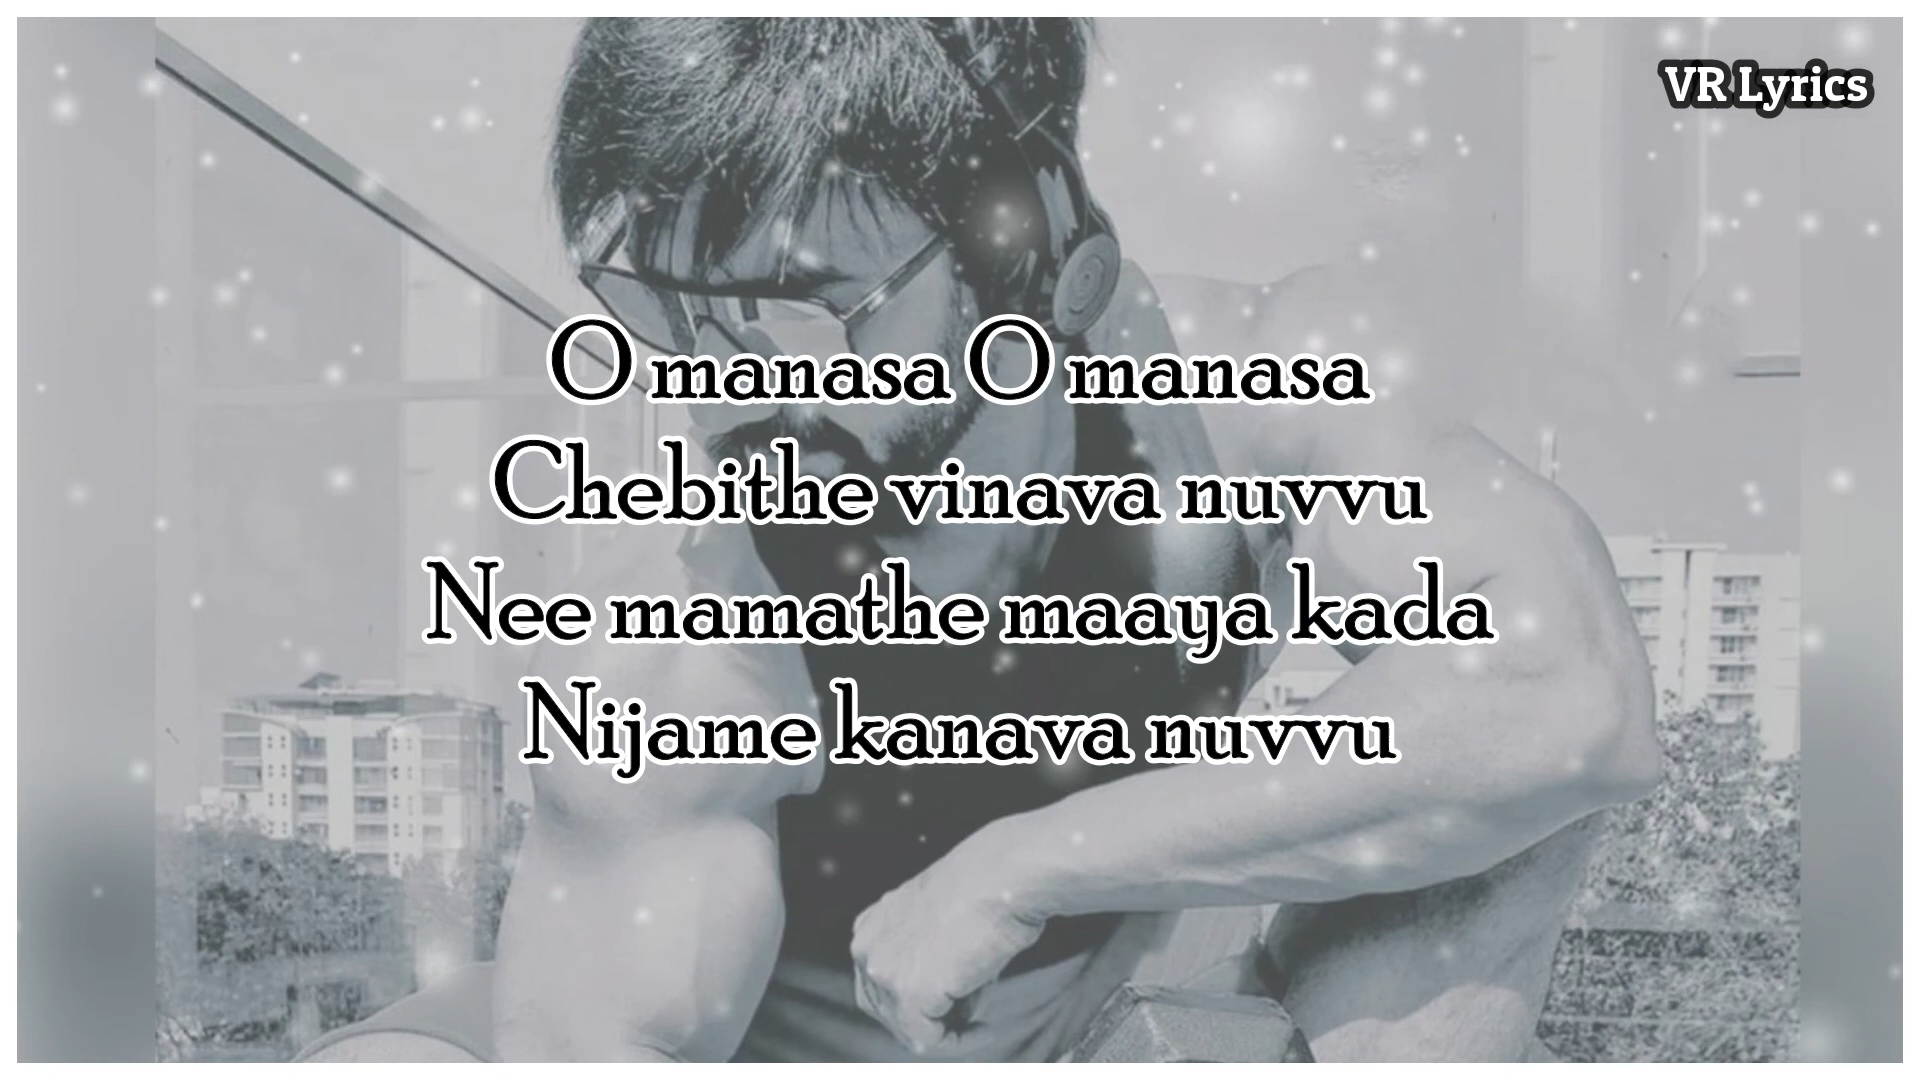 VR Lyrics
O manasa O manasa
Chebithe vinava nuvvu
Nee mamathe maaya kada
Nijame kanava nuvvu